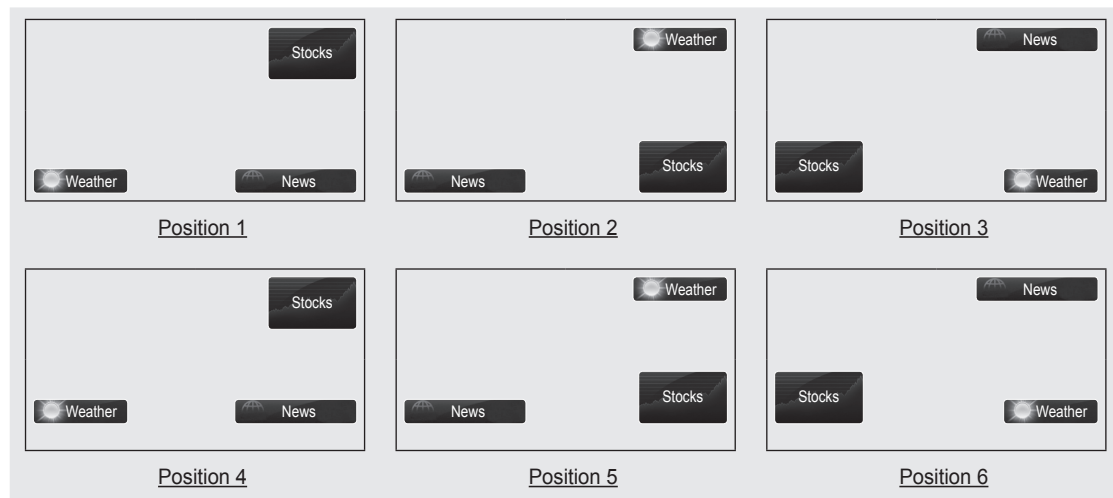 Stocks
Weather
News
Position 1
Weather
News
Stocks
Position 2
News
Stocks
Weather
Position 3
Stocks
Weather
News
Position 4
Weather
News
Stocks
Position 5
News
Stocks
Weather
Position 6